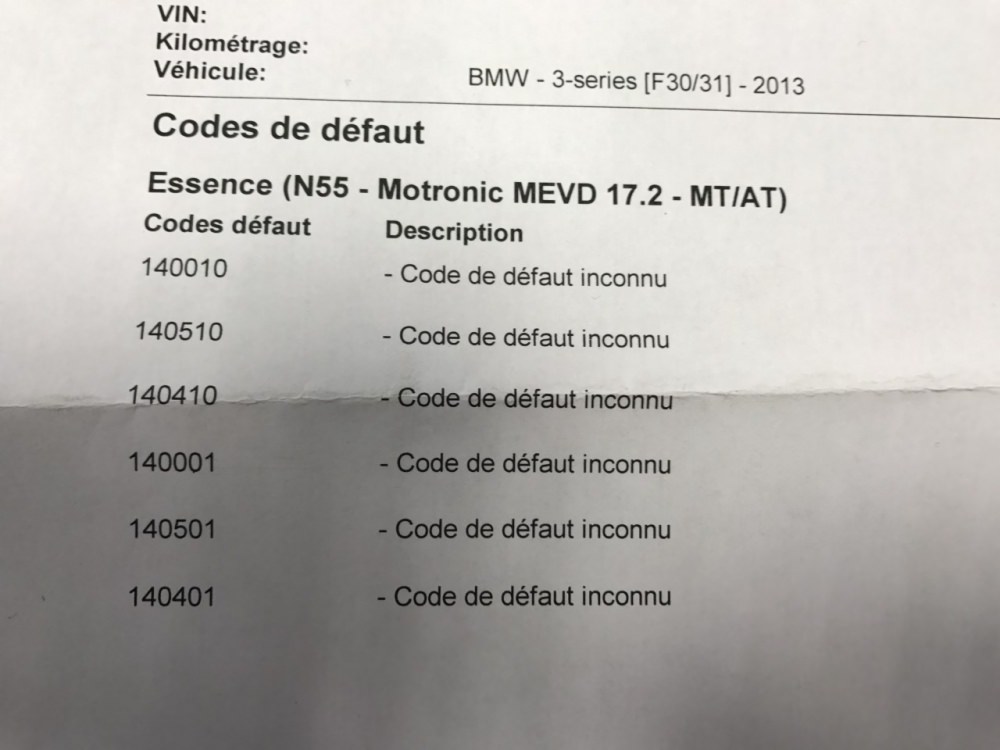 VIN:
Kilométrage:
Véhicule: BMW - 3-series [F30/31] - 2013
Codes de défaut
Essence (N55 - Motronic MEVD 17.2 - MT/AT)
Codes défaut Description
140010 - Code de défaut inconnu
140510 - Code de défaut inconnu
140410 - Code de défaut inconnu
140001 - Code de défaut inconnu
140501 - Code de défaut inconnu
140401 - Code de défaut inconnu